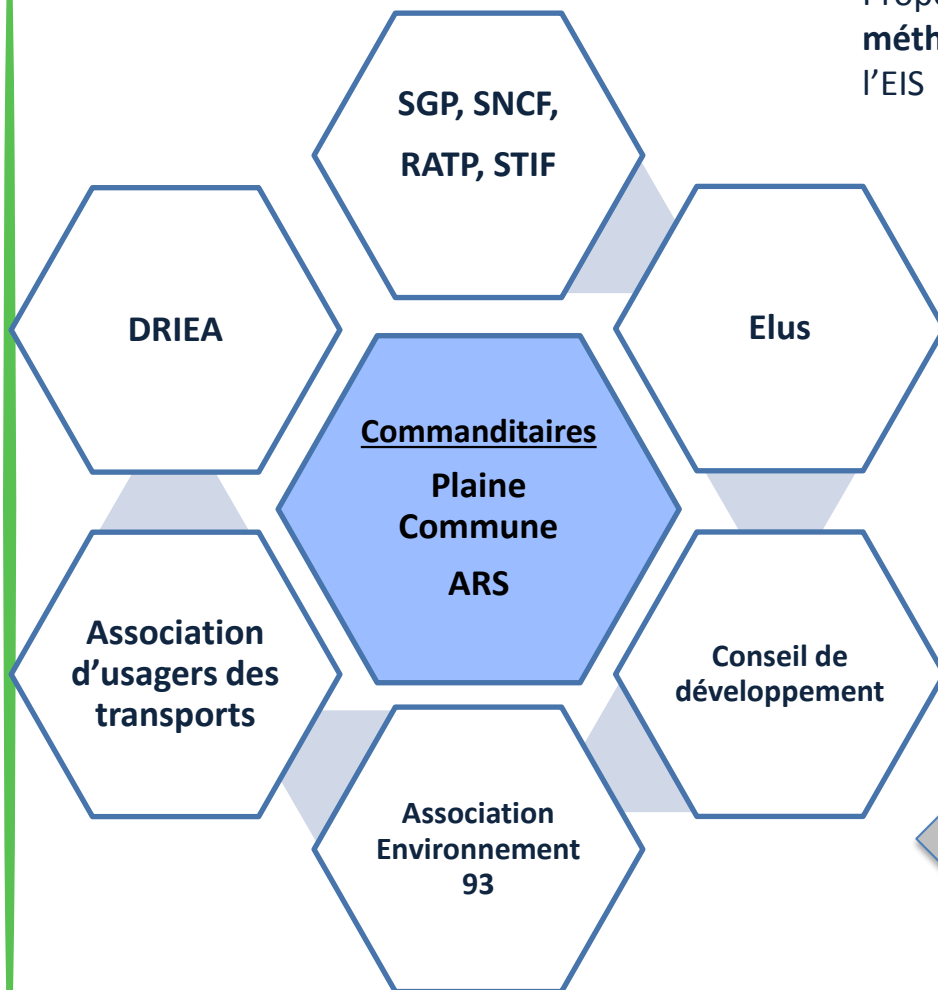 méth
l'EIS
SGP, SNCF,
RATP, STIF
DRIEA
Elus
Commanditaires
Plaine
Commune
ARS
Association
d'usagers des
transports
Conseil de
développement
Association
Environnement
93